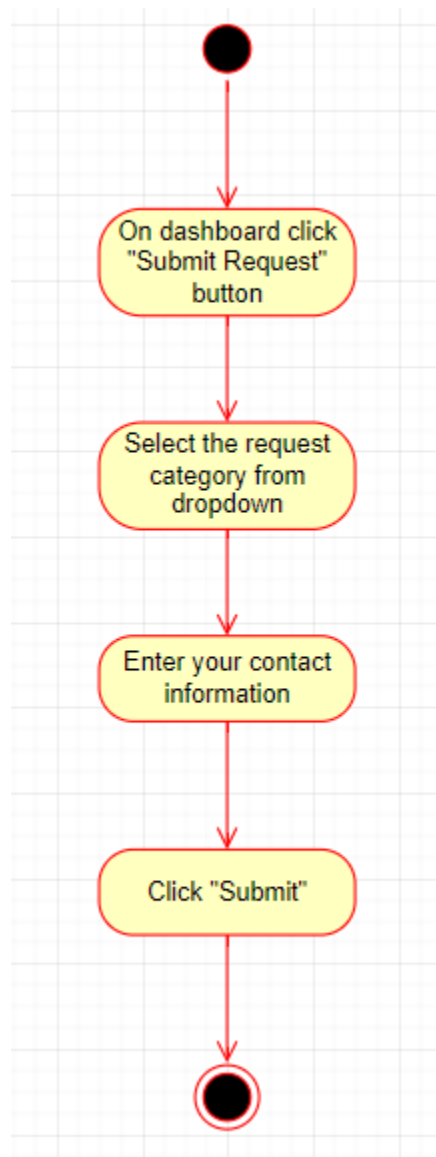 On dashboard click
"Submit Request"
button
Select the request
category from
dropdown
Enter your contact
information
Click "Submit"